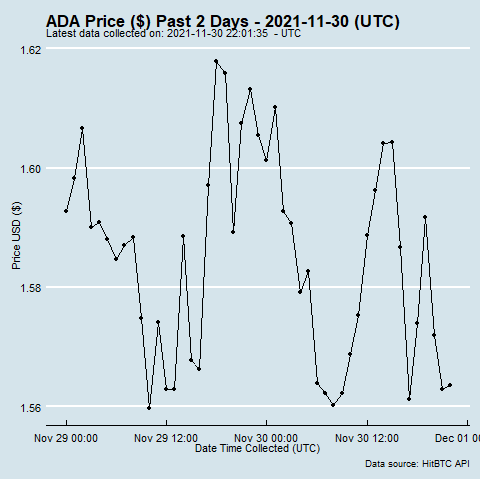 ADA Price ($) Past 2 Days - 2021-11-30 (UTC)
Latest data collected on: 2021-11-30 22:01:35 - UTC
1.62
1.60
1.58
1.56
Price USD ($)
Nov 29 00:00
Nov 29 12:00
Nov 30 00:00
Nov 30 12:00
Dec 01 0
Date Time Collected (UTC)
Data source: HitBTC API